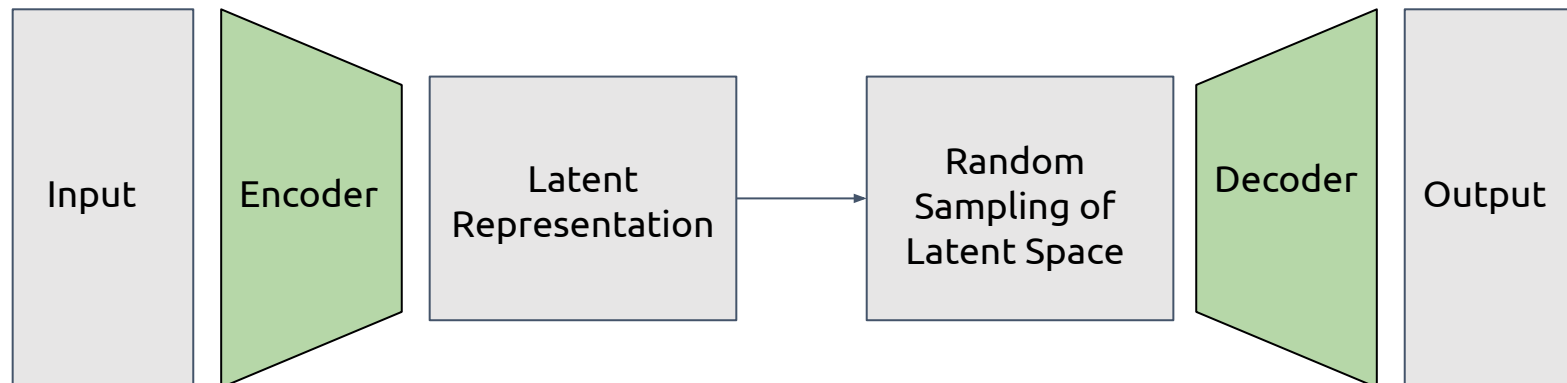 Input
Encoder
Latent
Representation
Random
Sampling of
Latent Space
Decoder
Output